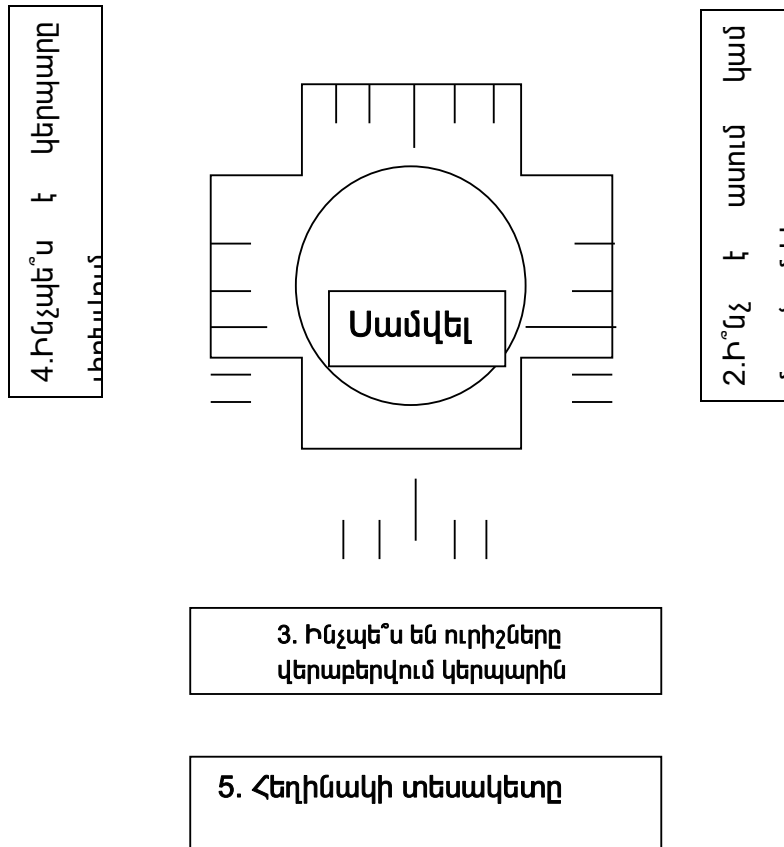 4.Ինչպե՞ս է կերպարը
2.Ի՞նչ է ասում կամ
Սամվել
3. Ինչպե՞ս են ուրիշները
վերաբերվում կերպարին
5. Հեղինակի տեսակետը